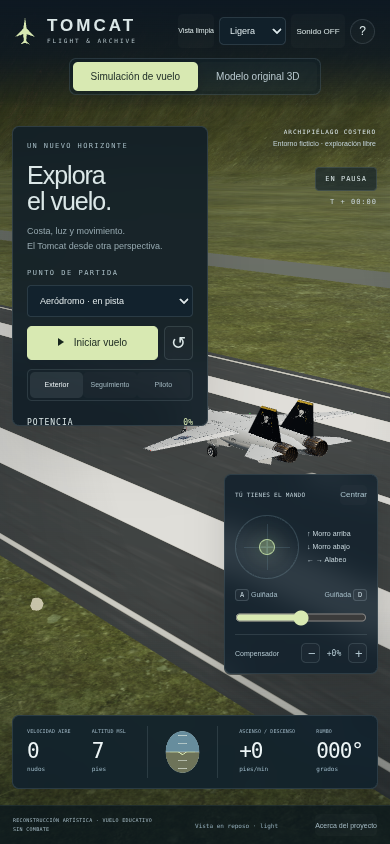 TOMCAT
FLIGHT & ARCHIVE
Vista limpia
Ligera
Sonido OFF
?
Simulación de vuelo
Modelo original 3D
UN NUEVO HORIZONTE
Explora
el vuelo.
Costa, luz y movimiento.
El Tomcat desde otra perspectiva.
PUNTO DE PARTIDA
Aeródromo · en pista
Iniciar vuelo
↺
Exterior
Seguimiento
Piloto
POTENCIA
0%
ARCHIPIÉLAGO COSTERO
Entorno ficticio · exploración libre
EN PAUSA
T + 00:00
TÚ TIENES EL MANDO
Centrar
↑ Morro arriba
↓ Morro abajo
← → Alabeo
A Guiñada
Guiñada D
Compensador
−
+0%
+
VELOCIDAD AIRE
0
nudos
ALTITUD MSL
7
pies
ASCENSO / DESCENSO
+0
pies/min
RUMBO
000°
grados
RECONSTRUCCIÓN ARTÍSTICA · VUELO EDUCATIVO
SIN COMBATE
Vista en reposo · light
Acerca del proyecto